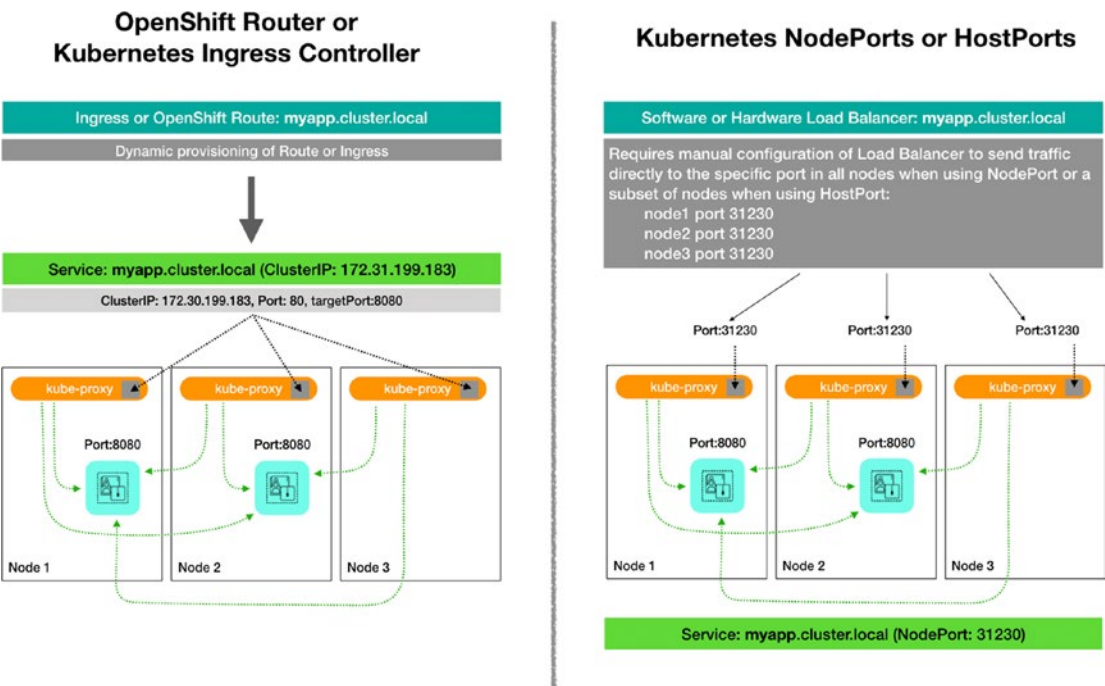 OpenShift Router or
Kubernetes Ingress Controller
Ingress or OpenShift Route: myapp.cluster.local
Dynamic provisioning of Route or Ingress
Service: myapp.cluster.local (ClusterIP: 172.31.199.183)
ClusterIP: 172.30.199.183, Port: 80, targetPort:8080
kube-proxy
kube-proxy
kube-proxy
Port:8080
Port:8080
Node 1
Node 2
Node 3
Kubernetes NodePorts or HostPorts
Software or Hardware Load Balancer: myapp.cluster.local
Requires manual configuration of Load Balancer to send traffic
directly to the specific port in all nodes when using NodePort or a
subset of nodes when using HostPort:
node1 port 31230
node2 port 31230
node3 port 31230
Port:31230
Port:31230
Port:31230
kube-proxy
kube-proxy
kube-proxy
Port:8080
Port:8080
Node 1
Node 2
Node 3
Service: myapp.cluster.local (NodePort: 31230)